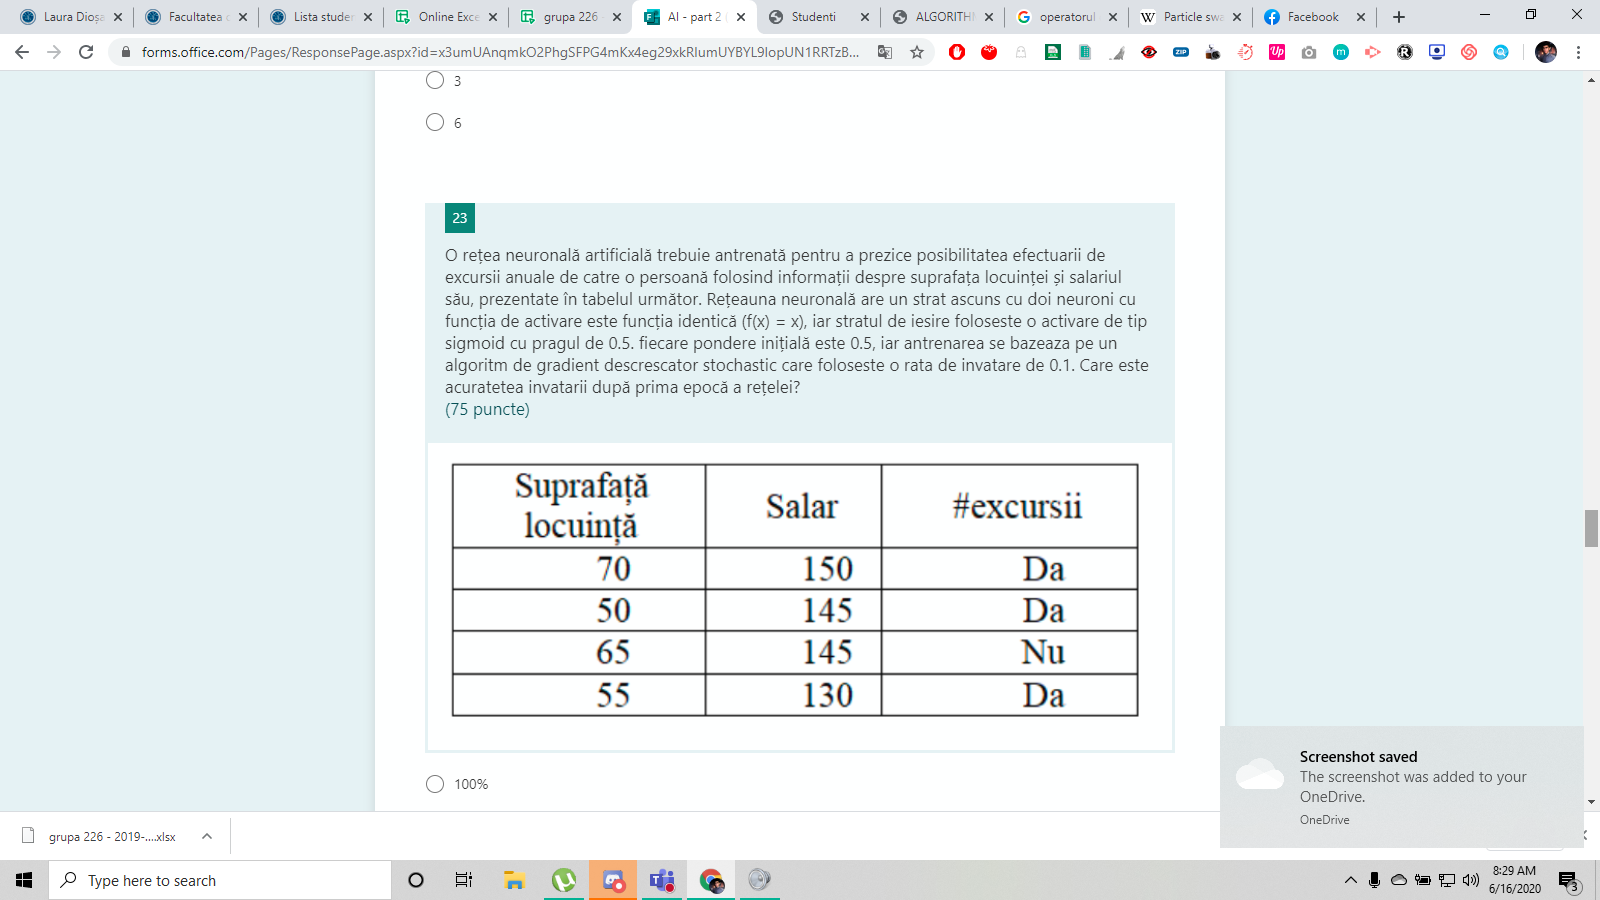 Laura Dioșa
Facultatea d
Lista studen
Online Exce
grupa 226 -
AI - part 2 (
Studenti
ALGORITHM
operatorul
Particle swa
Facebook
forms.office.com/Pages/ResponsePage.aspx?id=x3umUAnqmkO2PhgSFPG4mKx4eg29xkRIumUYBYL9IopUN1RRTzB...
3
6
23
O rețea neuronală artificială trebuie antrenată pentru a prezice posibilitatea efectuarii de
excursii anuale de catre o persoană folosind informații despre suprafața locuinței și salariul
său, prezentate în tabelul următor. Rețeauna neuronală are un strat ascuns cu doi neuroni cu
funcția de activare este funcția identică (f(x) = x), iar stratul de iesire foloseste o activare de tip
sigmoid cu pragul de 0.5. fiecare pondere inițială este 0.5, iar antrenarea se bazeaza pe un
algoritm de gradient descrescator stochastic care foloseste o rata de invatare de 0.1. Care este
acuratetea invatarii după prima epocă a rețelei?
(75 puncte)
Suprafață
locuință
Salar
#excursii
70 150 Da
50 145 Da
65 145 Nu
55 130 Da
100%
Screenshot saved
The screenshot was added to your
OneDrive.
OneDrive
grupa 226 - 2019-....xlsx
Type here to search
8:29 AM
6/16/2020
3